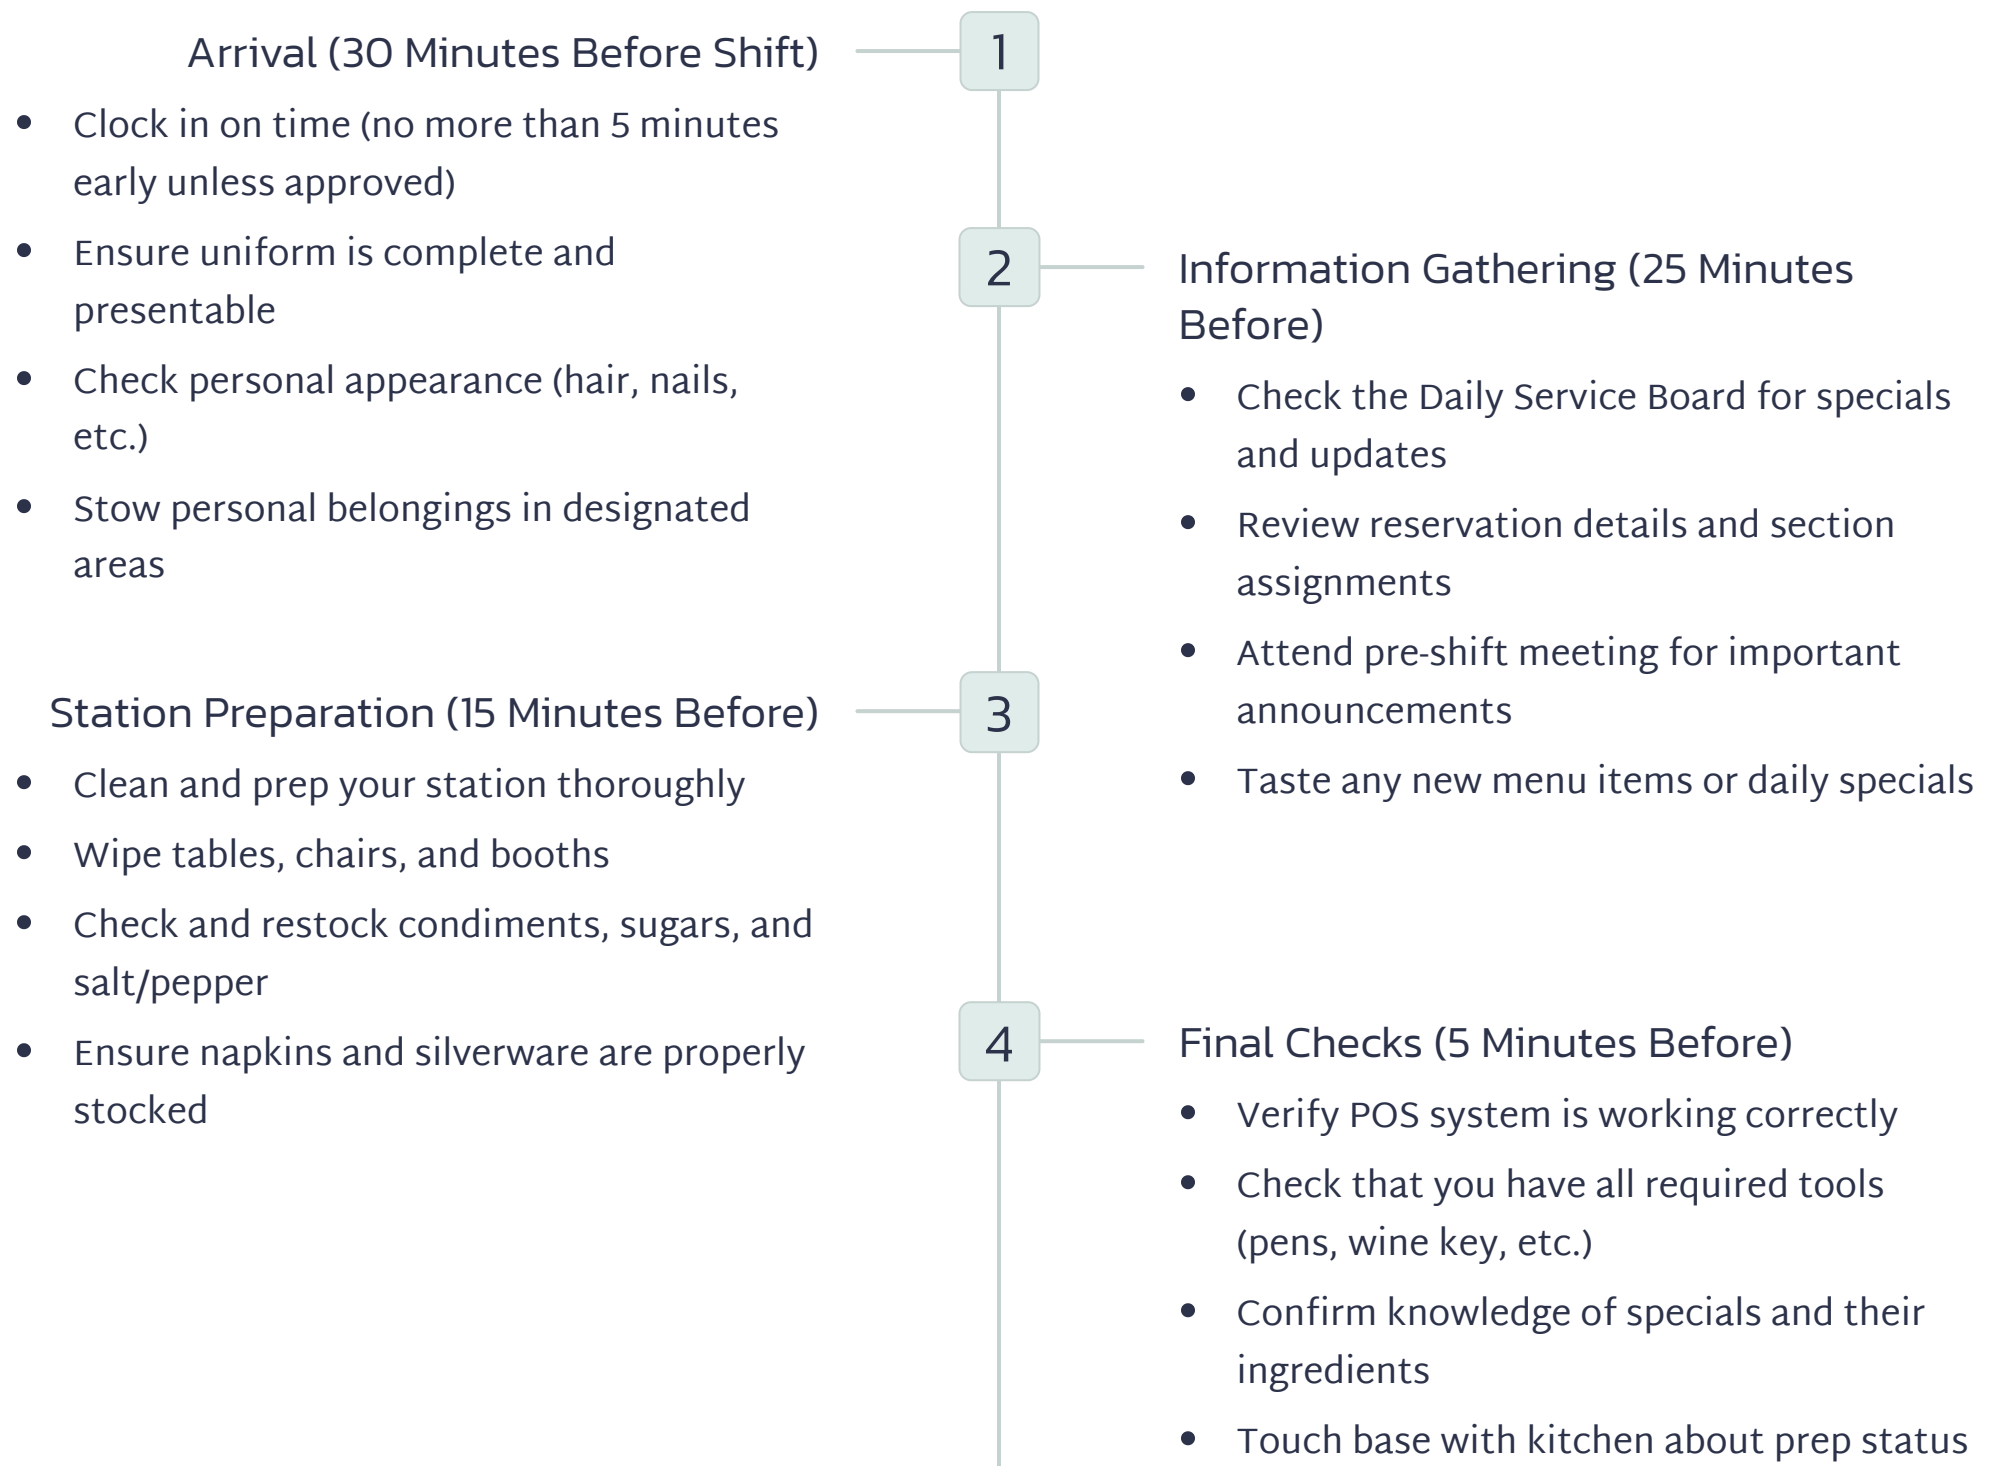 Arrival (30 Minutes Before Shift)
1
• Clock in on time (no more than 5 minutes
early unless approved)
• Ensure uniform is complete and
presentable
• Check personal appearance (hair, nails,
etc.)
• Stow personal belongings in designated
areas
2
Information Gathering (25 Minutes
Before)
• Check the Daily Service Board for specials
and updates
• Review reservation details and section
assignments
• Attend pre-shift meeting for important
announcements
• Taste any new menu items or daily specials
Station Preparation (15 Minutes Before)
3
• Clean and prep your station thoroughly
• Wipe tables, chairs, and booths
• Check and restock condiments, sugars, and
salt/pepper
• Ensure napkins and silverware are properly
stocked
4
Final Checks (5 Minutes Before)
• Verify POS system is working correctly
• Check that you have all required tools
(pens, wine key, etc.)
• Confirm knowledge of specials and their
ingredients
• Touch base with kitchen about prep status